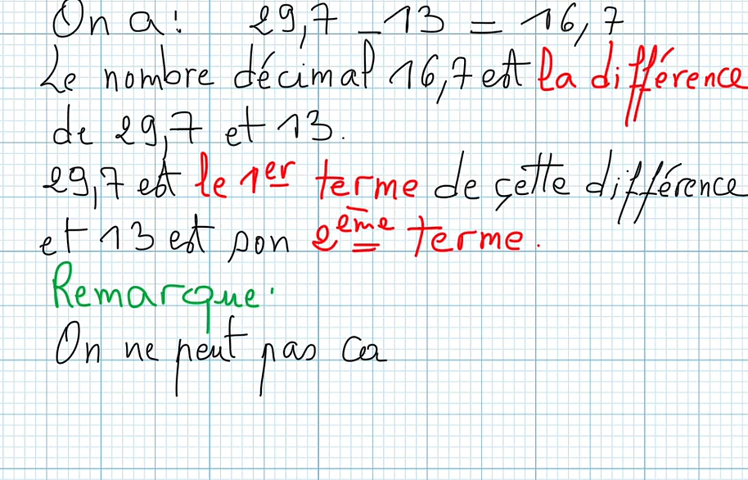 On a: 29,7 - 13 = 16,7
Le nombre décimal 16,7 est la différence
de 29,7 et 13.
29,7 est le 1er terme de cette différence
et 13 est son 2ème terme.
Remarque:
On ne peut pas ca